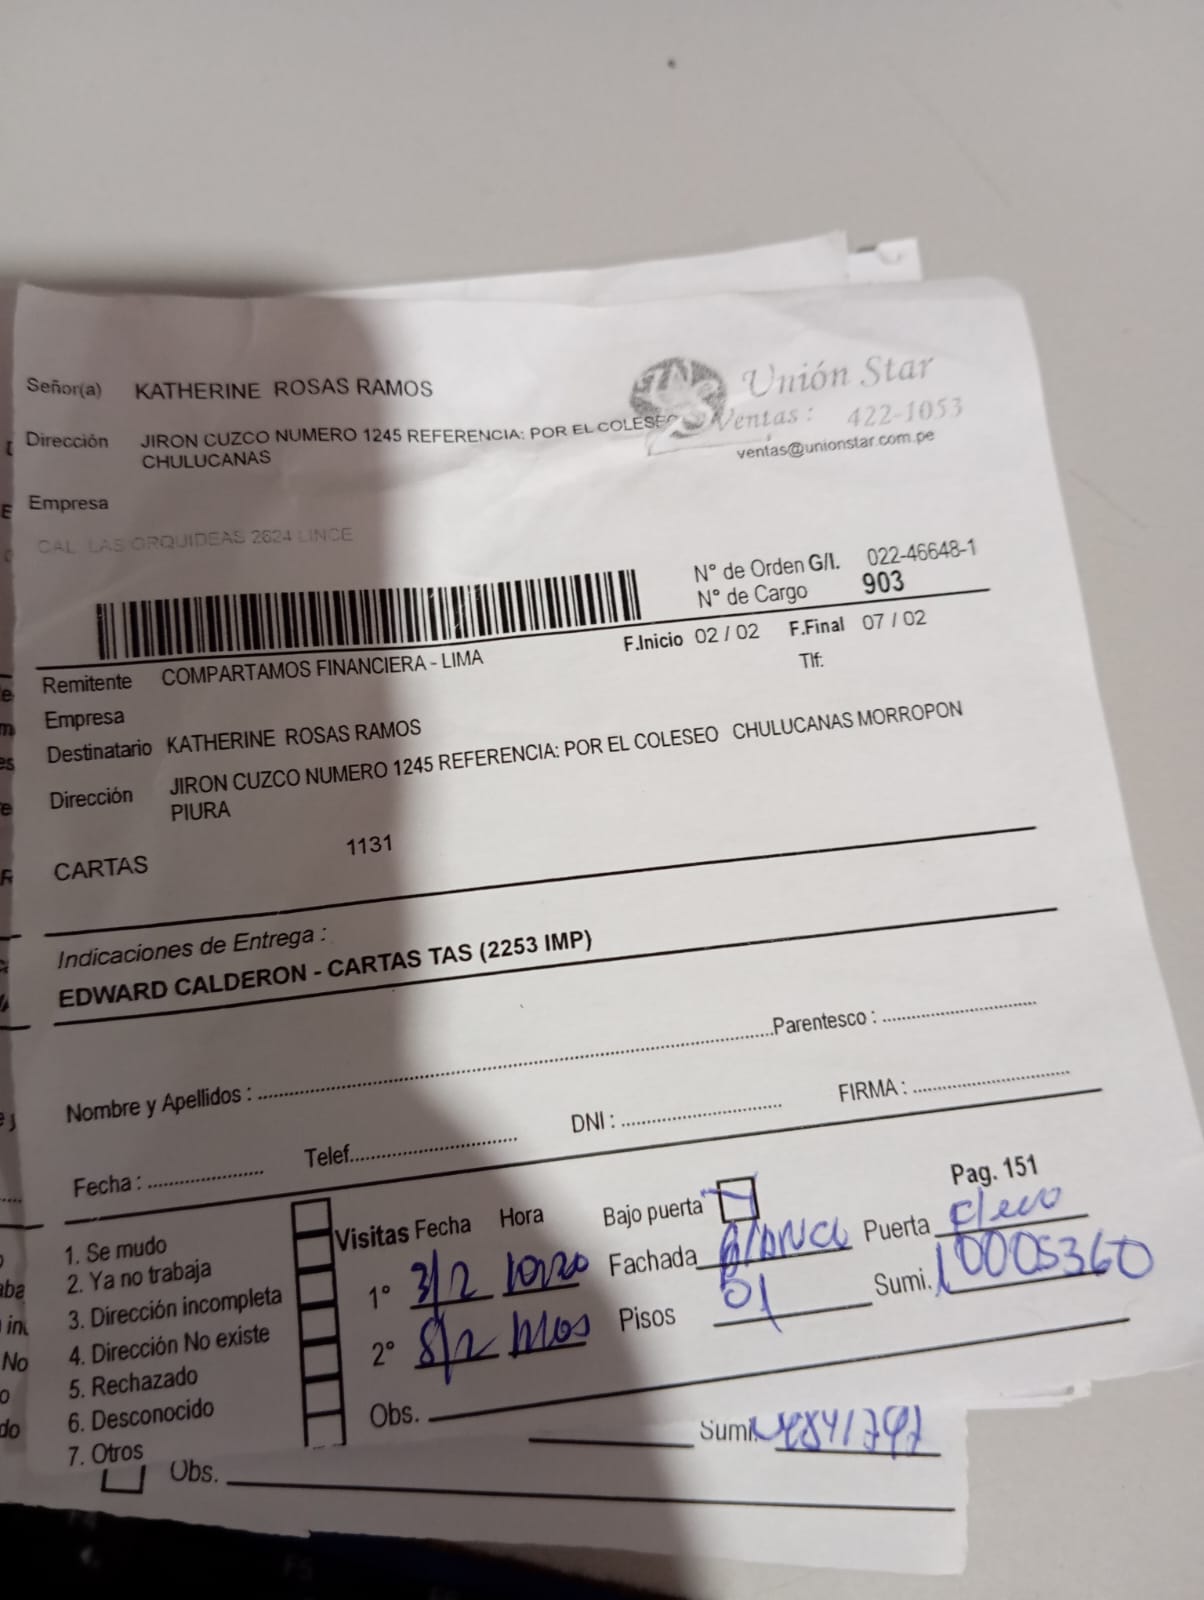 Señor(a) KATHERINE ROSAS RAMOS
Unión Star
Ventas: 422-1053
ventas@unionstar.com.pe
Dirección JIRON CUZCO NUMERO 1245 REFERENCIA: POR EL COLESEO
CHULUCANAS
Empresa
CAL. LAS ORQUIDEAS 2624 LINCE
N° de Orden G/I. 022-46648-1
N° de Cargo 903
F.Inicio 02 / 02 F.Final 07 / 02
Remitente COMPARTAMOS FINANCIERA - LIMA
Tlf:
Empresa
Destinatario KATHERINE ROSAS RAMOS
Dirección JIRON CUZCO NUMERO 1245 REFERENCIA: POR EL COLESEO CHULUCANAS MORROPON
PIURA
CARTAS 1131
Indicaciones de Entrega :
EDWARD CALDERON - CARTAS TAS (2253 IMP)
Nombre y Apellidos : Parentesco :
Fecha : Telef. DNI : FIRMA :
Pag. 151
1. Se mudo
2. Ya no trabaja
3. Dirección incompleta
4. Dirección No existe
5. Rechazado
6. Desconocido
7. Otros
Visitas Fecha Hora
1° 3/2
2° 8/2
Obs.
Bajo puerta
Fachada Blanca Puerta
Pisos 01 Sumi. 10005360
Sumi.
Obs.